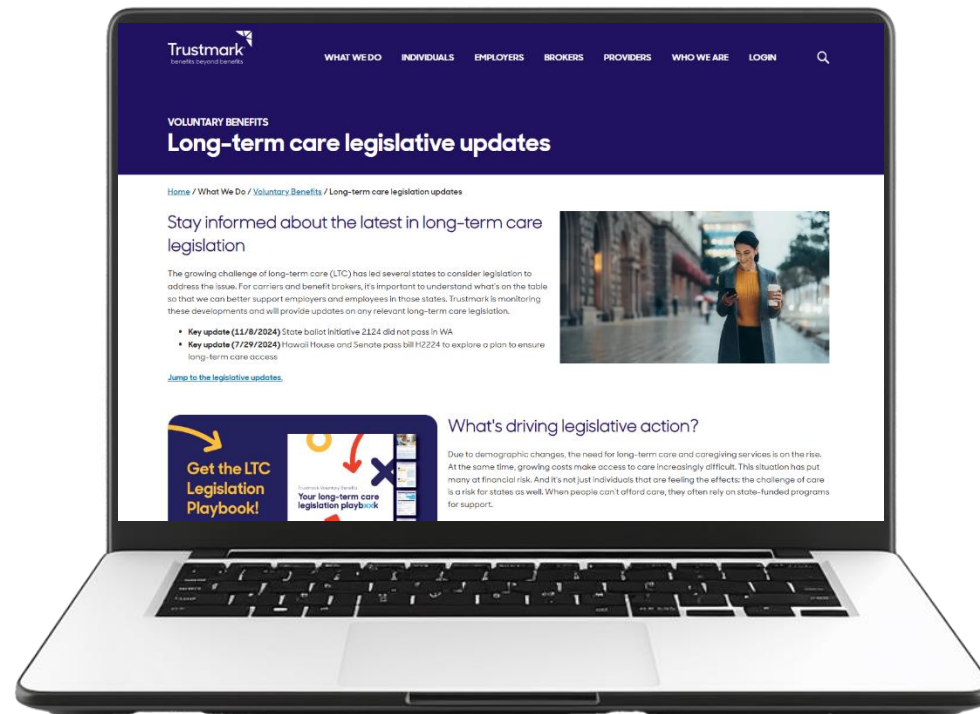 Trustmark
benefits beyond benefits
WHAT WE DO INDIVIDUALS EMPLOYERS BROKERS PROVIDERS WHO WE ARE LOGIN
VOLUNTARY BENEFITS
Long-term care legislative updates
Home / What We Do / Voluntary Benefits / Long-term care legislation updates
Stay informed about the latest in long-term care
legislation
The growing challenge of long-term care (LTC) has led several states to consider legislation to
address the issue. For carriers and benefit brokers, it's important to understand what's on the table
so that we can better support employers and employees in those states. Trustmark is monitoring
these developments and will provide updates on any relevant long-term care legislation.
• Key update (11/8/2024) State ballot initiative 2124 did not pass in WA
• Key update (7/29/2024) Hawaii House and Senate pass bill H2224 to explore a plan to ensure
long-term care access
Jump to the legislative updates.
Get the LTC
Legislation
Playbook!
Trustmark Voluntary Benefits
Your long-term care
legislation playbook
What's driving legislative action?
Due to demographic changes, the need for long-term care and caregiving services is on the rise.
At the same time, growing costs make access to care increasingly difficult. This situation has put
many at financial risk. And it's not just individuals that are feeling the effects: the challenge of care
is a risk for states as well. When people can't afford care, they often rely on state-funded programs
for support.